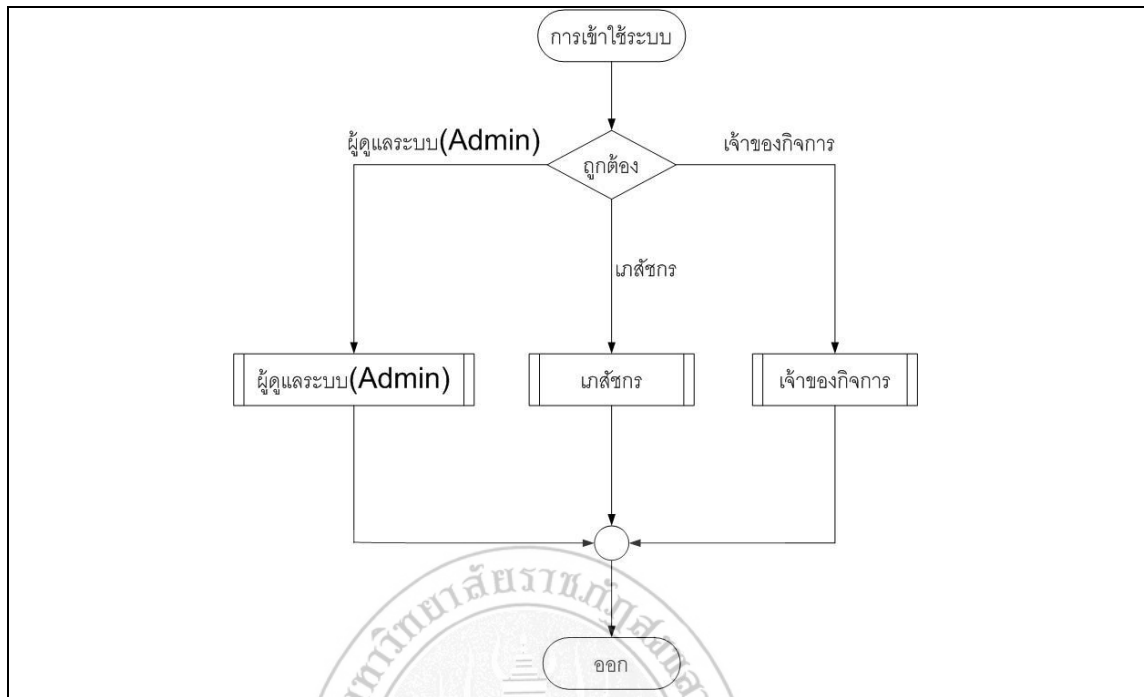 การเข้าใช้ระบบ
ผู้ดูแลระบบ(Admin)
ถูกต้อง
เจ้าของกิจการ
เภสัชกร
ผู้ดูแลระบบ(Admin)
เภสัชกร
เจ้าของกิจการ
ออก